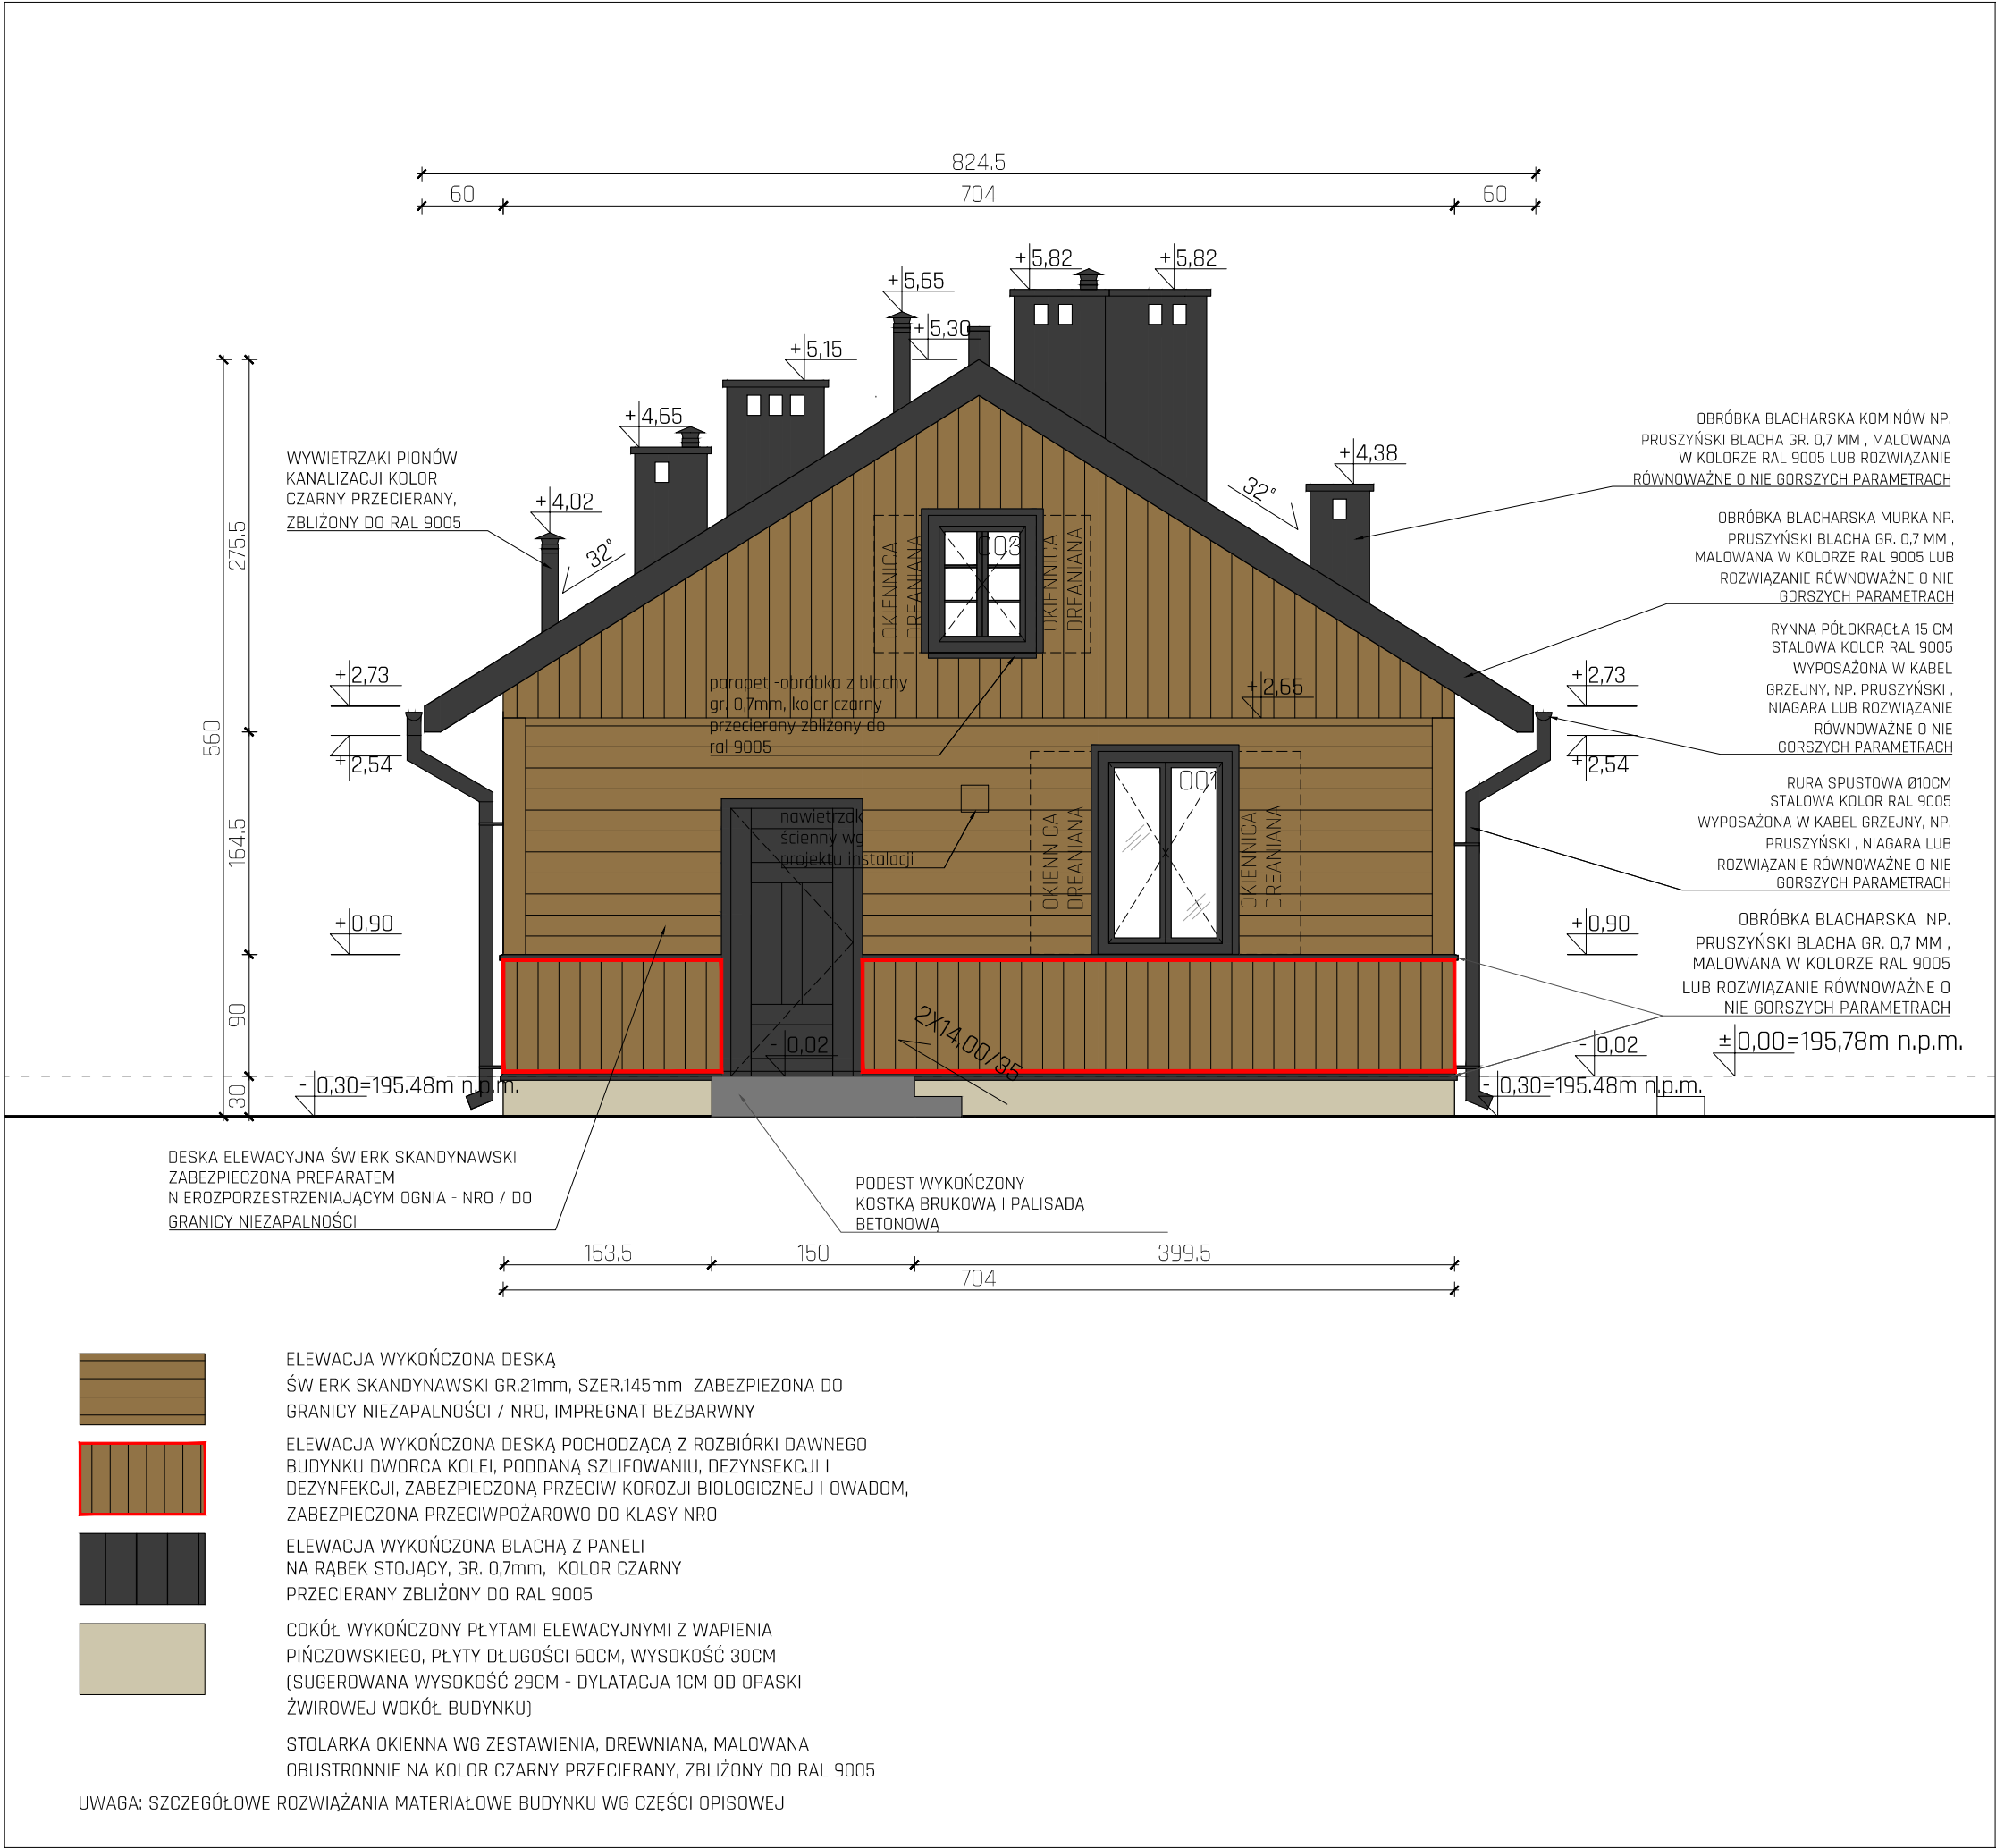 824.5
60
704
60
+5,82
+5,82
+5,65
+5,30
+5,15
+4,65
+4,38
+4,02
32°
32°
WYWIETRZAKI PIONÓW
KANALIZACJI KOLOR
CZARNY PRZECIERANY,
ZBLIŻONY DO RAL 9005
OBRÓBKA BLACHARSKA KOMINÓW NP.
PRUSZYŃSKI BLACHA GR. 0,7 MM , MALOWANA
W KOLORZE RAL 9005 LUB ROZWIĄZANIE
RÓWNOWAŻNE O NIE GORSZYCH PARAMETRACH
OBRÓBKA BLACHARSKA MURKA NP.
PRUSZYŃSKI BLACHA GR. 0,7 MM ,
MALOWANA W KOLORZE RAL 9005 LUB
ROZWIĄZANIE RÓWNOWAŻNE O NIE
GORSZYCH PARAMETRACH
RYNNA PÓŁOKRĄGŁA 15 CM
STALOWA KOLOR RAL 9005
WYPOSAŻONA W KABEL
GRZEJNY, NP. PRUSZYŃSKI ,
NIAGARA LUB ROZWIĄZANIE
RÓWNOWAŻNE O NIE
GORSZYCH PARAMETRACH
RURA SPUSTOWA Ø10CM
STALOWA KOLOR RAL 9005
WYPOSAŻONA W KABEL GRZEJNY, NP.
PRUSZYŃSKI , NIAGARA LUB
ROZWIĄZANIE RÓWNOWAŻNE O NIE
GORSZYCH PARAMETRACH
OBRÓBKA BLACHARSKA NP.
PRUSZYŃSKI BLACHA GR. 0,7 MM ,
MALOWANA W KOLORZE RAL 9005
LUB ROZWIĄZANIE RÓWNOWAŻNE O
NIE GORSZYCH PARAMETRACH
560
275.5
164.5
90
30
+2,73
+2,54
+0,90
-0,30=195.48m n.p.m.
003
OKIENNICA
DREANIANA
OKIENNICA
DREANIANA
parapet -obróbka z blachy
gr. 0,7mm, kolor czarny
przecierany zbliżony do
ral 9005
+2,65
nawietrzak
ścienny wg
projektu instalacji
001
OKIENNICA
DREANIANA
OKIENNICA
DREANIANA
-0,02
2X14,00/35
+2,73
+2,54
+0,90
-0,02
±0,00=195,78m n.p.m.
-0,30=195.48m n.p.m.
DESKA ELEWACYJNA ŚWIERK SKANDYNAWSKI
ZABEZPIECZONA PREPARATEM
NIEROZPORZESTRZENIAJĄCYM OGNIA - NRO / DO
GRANICY NIEZAPALNOŚCI
PODEST WYKOŃCZONY
KOSTKĄ BRUKOWĄ I PALISADĄ
BETONOWĄ
153.5
150
399.5
704
ELEWACJA WYKOŃCZONA DESKĄ
ŚWIERK SKANDYNAWSKI GR.21mm, SZER.145mm ZABEZPIEZONA DO
GRANICY NIEZAPALNOŚCI / NRO, IMPREGNAT BEZBARWNY
ELEWACJA WYKOŃCZONA DESKĄ POCHODZĄCĄ Z ROZBIÓRKI DAWNEGO
BUDYNKU DWORCA KOLEI, PODDANĄ SZLIFOWANIU, DEZYNSEKCJI I
DEZYNFEKCJI, ZABEZPIECZONĄ PRZECIW KOROZJI BIOLOGICZNEJ I OWADOM,
ZABEZPIECZONA PRZECIWPOŻAROWO DO KLASY NRO
ELEWACJA WYKOŃCZONA BLACHĄ Z PANELI
NA RĄBEK STOJĄCY, GR. 0,7mm, KOLOR CZARNY
PRZECIERANY ZBLIŻONY DO RAL 9005
COKÓŁ WYKOŃCZONY PŁYTAMI ELEWACYJNYMI Z WAPIENIA
PIŃCZOWSKIEGO, PŁYTY DŁUGOŚCI 60CM, WYSOKOŚĆ 30CM
(SUGEROWANA WYSOKOŚĆ 29CM - DYLATACJA 1CM OD OPASKI
ŻWIROWEJ WOKÓŁ BUDYNKU)
STOLARKA OKIENNA WG ZESTAWIENIA, DREWNIANA, MALOWANA
OBUSTRONNIE NA KOLOR CZARNY PRZECIERANY, ZBLIŻONY DO RAL 9005
UWAGA: SZCZEGÓŁOWE ROZWIĄŻANIA MATERIAŁOWE BUDYNKU WG CZĘŚCI OPISOWEJ